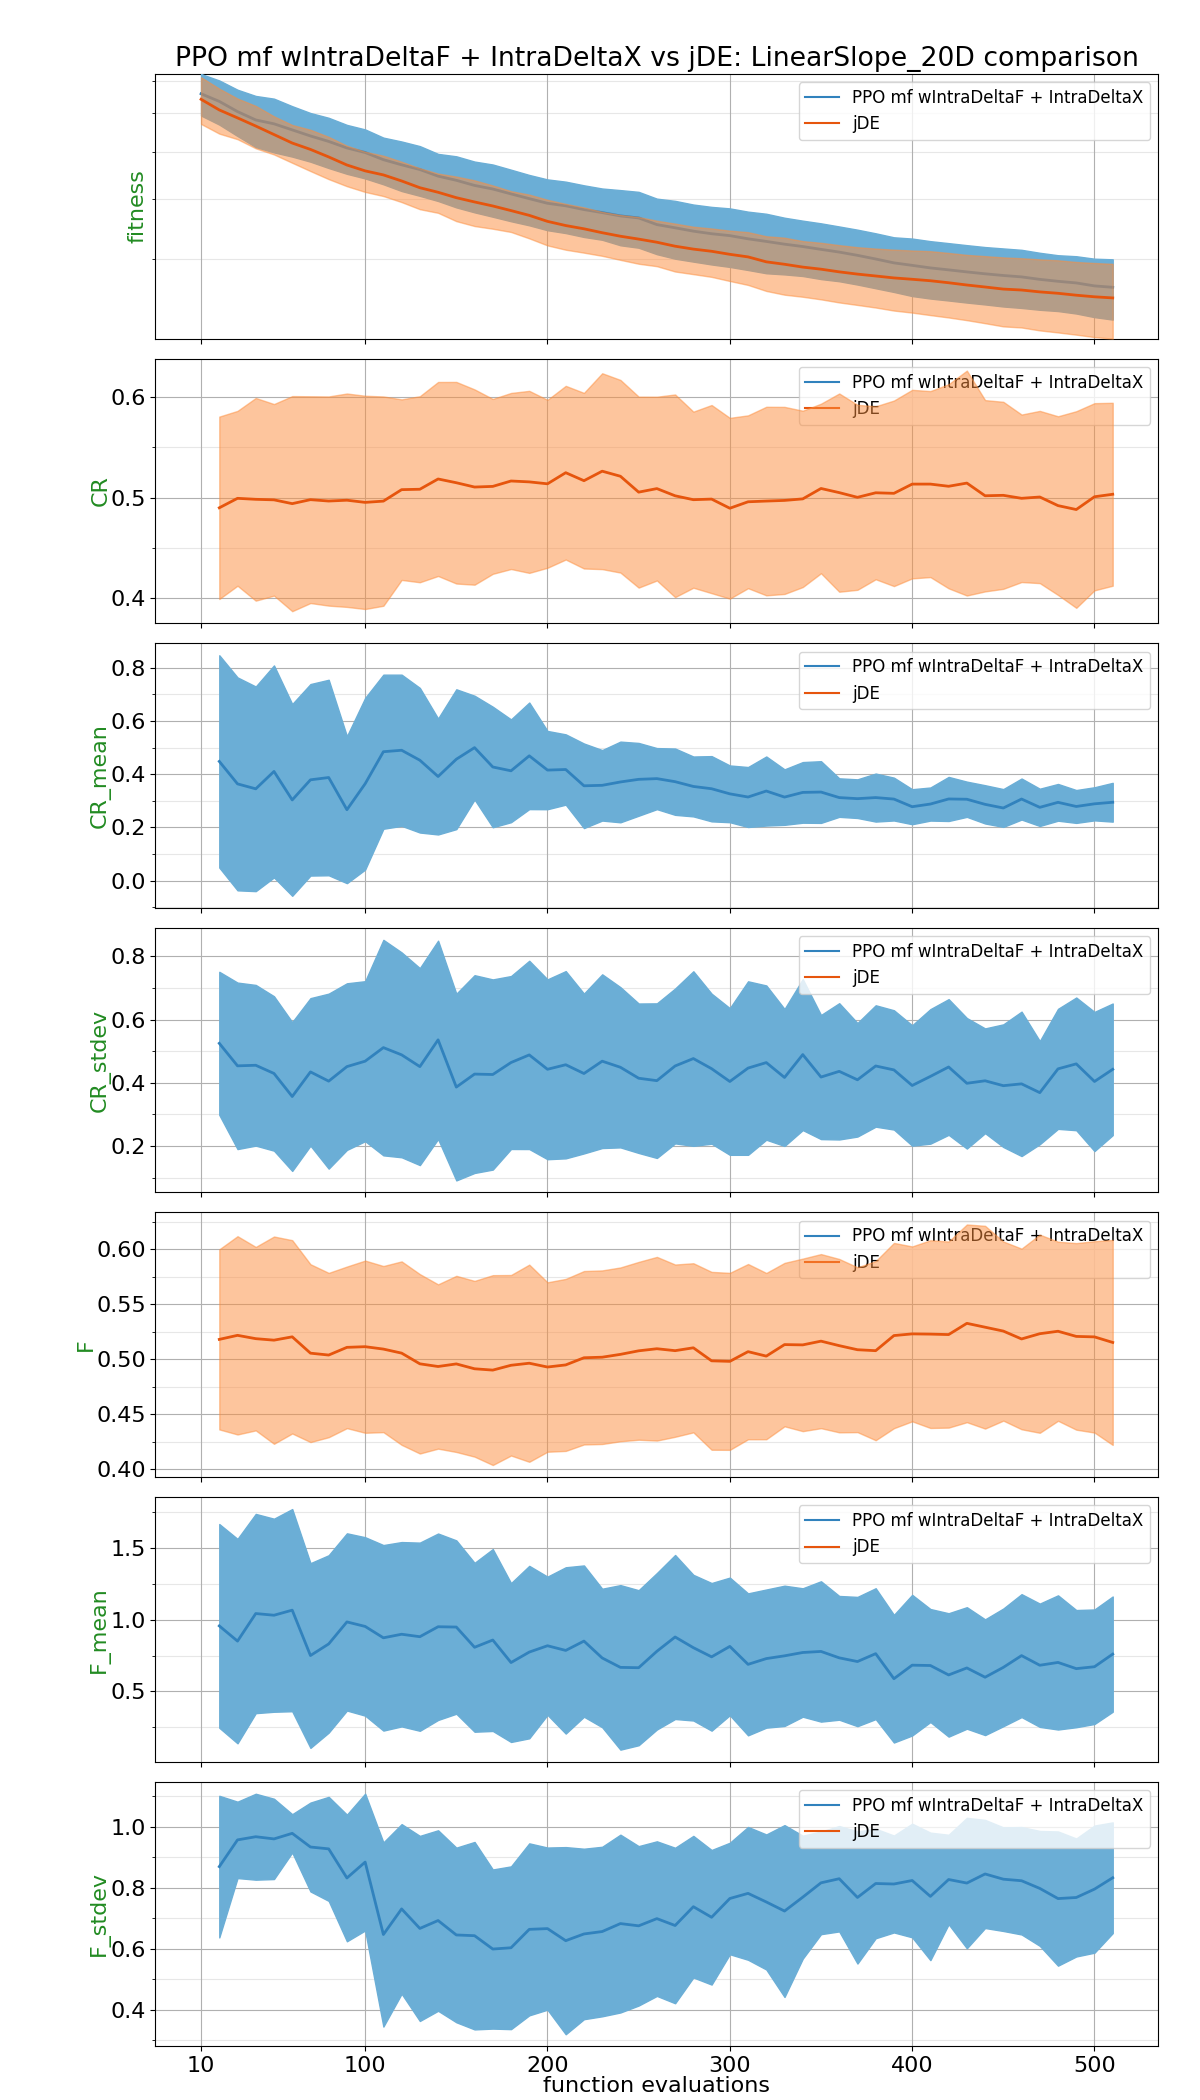 PPO mf wIntraDeltaF + IntraDeltaX vs jDE: LinearSlope_20D comparison
fitness
PPO mf wIntraDeltaF + IntraDeltaX
jDE
CR
0.6
0.5
0.4
PPO mf wIntraDeltaF + IntraDeltaX
jDE
CR_mean
0.8
0.6
0.4
0.2
0.0
PPO mf wIntraDeltaF + IntraDeltaX
jDE
CR_stdev
0.8
0.6
0.4
0.2
PPO mf wIntraDeltaF + IntraDeltaX
jDE
F
0.60
0.55
0.50
0.45
0.40
PPO mf wIntraDeltaF + IntraDeltaX
jDE
F_mean
1.5
1.0
0.5
PPO mf wIntraDeltaF + IntraDeltaX
jDE
F_stdev
1.0
0.8
0.6
0.4
PPO mf wIntraDeltaF + IntraDeltaX
jDE
10 100 200 300 400 500
function evaluations